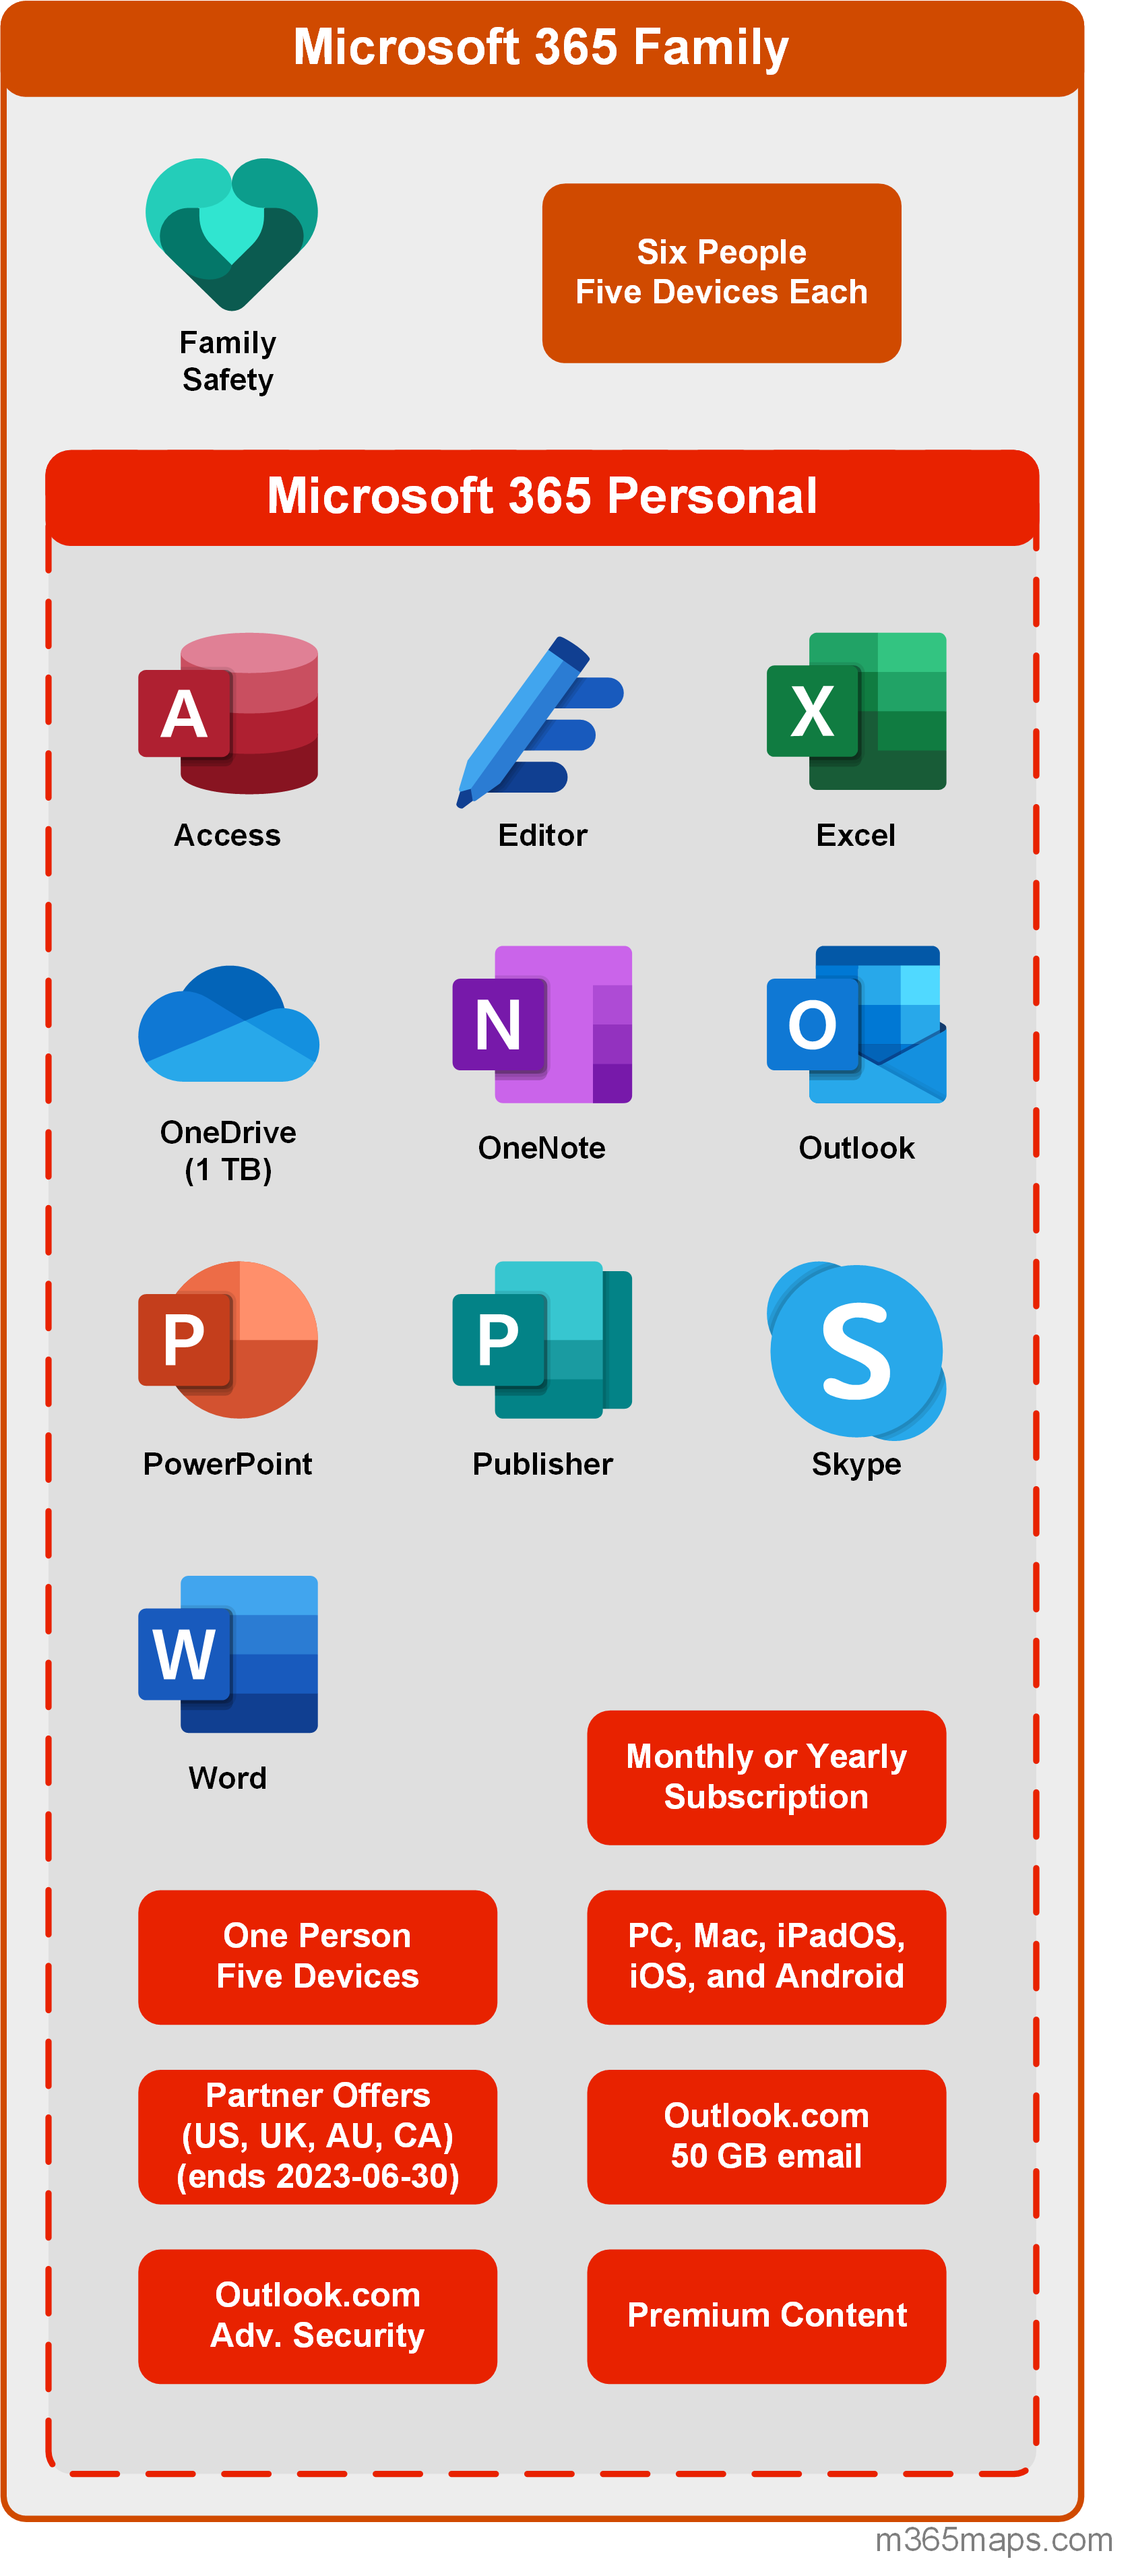 Microsoft 365 Family
Family
Safety
Six People
Five Devices Each
Microsoft 365 Personal
A
Access
Editor
X
Excel
OneDrive
(1 TB)
N
OneNote
O
Outlook
P
PowerPoint
P
Publisher
S
Skype
W
Word
Monthly or Yearly
Subscription
One Person
Five Devices
PC, Mac, iPadOS,
iOS, and Android
Partner Offers
(US, UK, AU, CA)
(ends 2023-06-30)
Outlook.com
50 GB email
Outlook.com
Adv. Security
Premium Content
m365maps.com